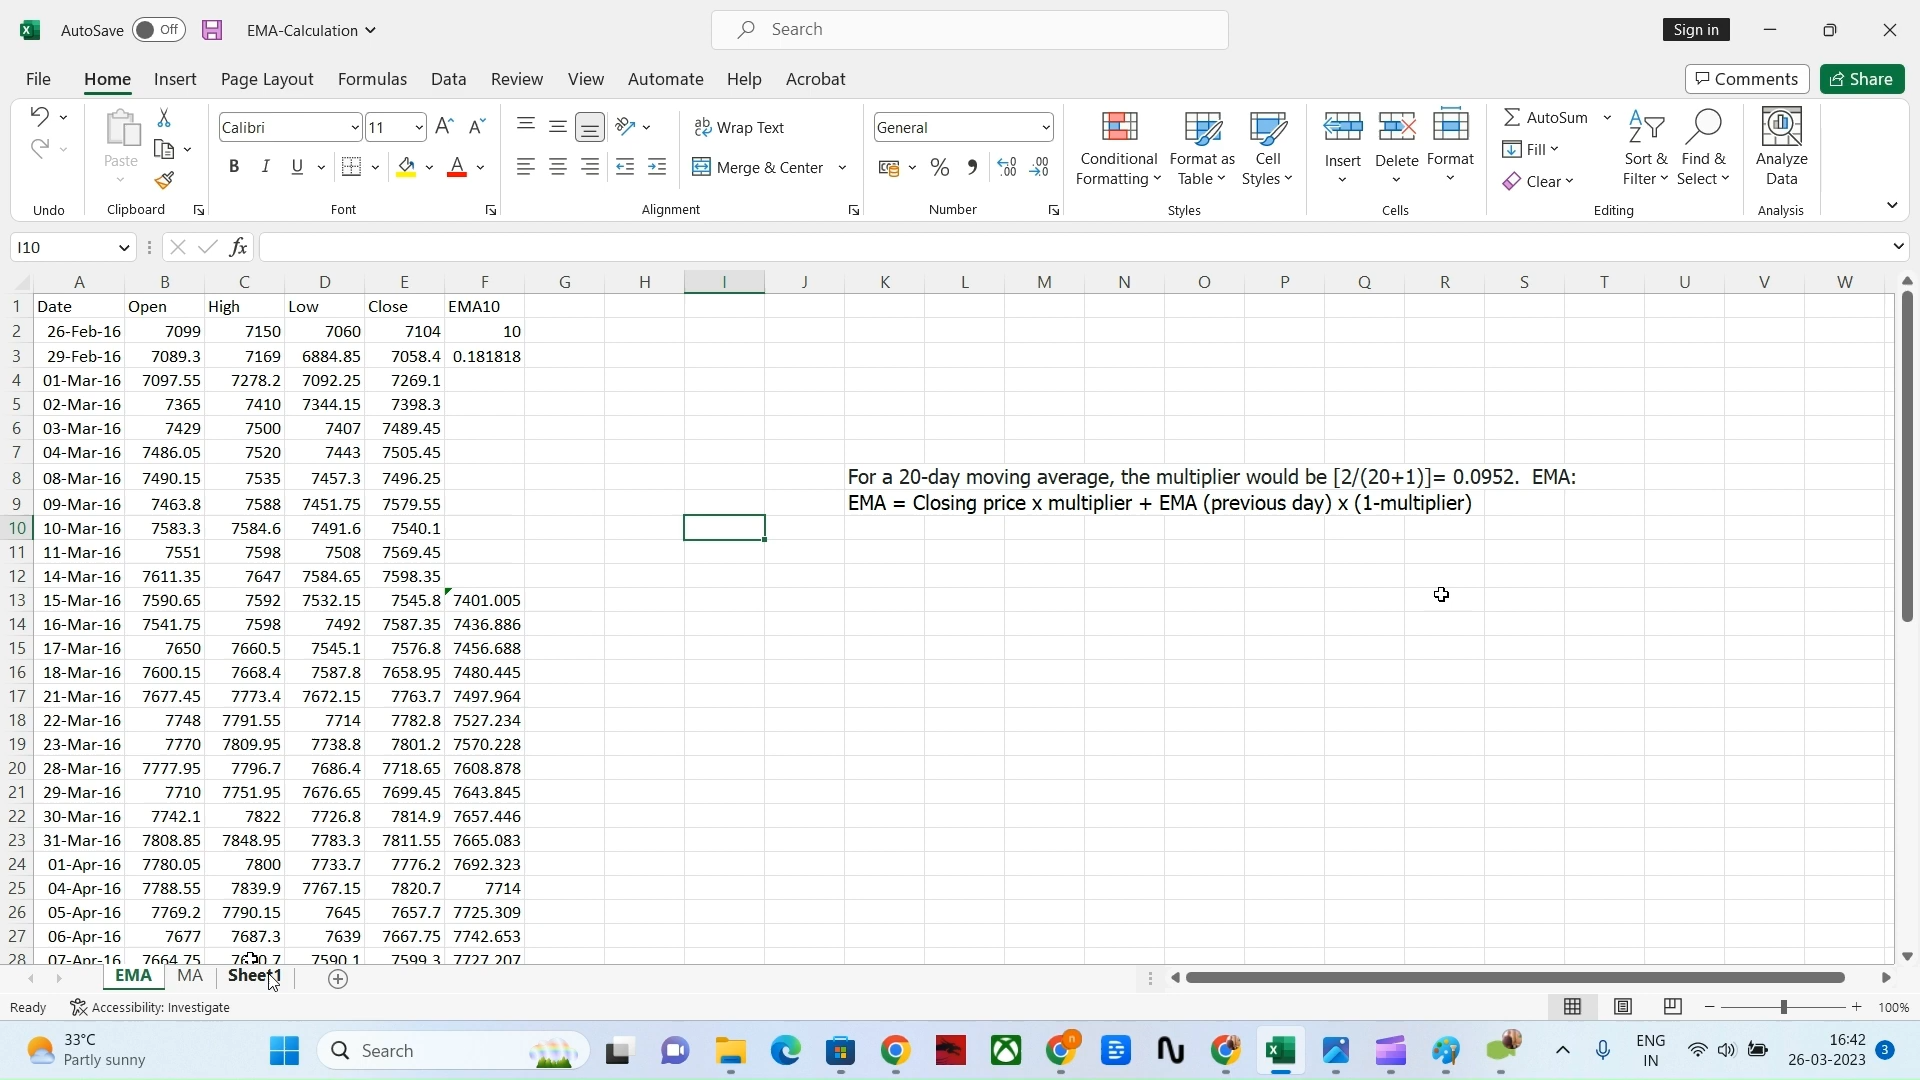 AutoSave Off EMA-Calculation Search Sign in
File Home Insert Page Layout Formulas Data Review View Automate Help Acrobat Comments Share
Calibri 11 Wrap Text General AutoSum
Paste B I U Merge & Center Conditional Formatting Format as Table Cell Styles Insert Delete Format Fill Clear Sort & Filter Find & Select Analyze Data
Undo Clipboard Font Alignment Number Styles Cells Editing Analysis
I10 fx
A B C D E F G H I J K L M N O P Q R S T U V W
1 Date Open High Low Close EMA10
2 26-Feb-16 7099 7150 7060 7104 10
3 29-Feb-16 7089.3 7169 6884.85 7058.4 0.181818
4 01-Mar-16 7097.55 7278.2 7092.25 7269.1
5 02-Mar-16 7365 7410 7344.15 7398.3
6 03-Mar-16 7429 7500 7407 7489.45
7 04-Mar-16 7486.05 7520 7443 7505.45
8 08-Mar-16 7490.15 7535 7457.3 7496.25 For a 20-day moving average, the multiplier would be [2/(20+1)]= 0.0952. EMA:
9 09-Mar-16 7463.8 7588 7451.75 7579.55 EMA = Closing price x multiplier + EMA (previous day) x (1-multiplier)
10 10-Mar-16 7583.3 7584.6 7491.6 7540.1
11 11-Mar-16 7551 7598 7508 7569.45
12 14-Mar-16 7611.35 7647 7584.65 7598.35
13 15-Mar-16 7590.65 7592 7532.15 7545.8 7401.005
14 16-Mar-16 7541.75 7598 7492 7587.35 7436.886
15 17-Mar-16 7650 7660.5 7545.1 7576.8 7456.688
16 18-Mar-16 7600.15 7668.4 7587.8 7658.95 7480.445
17 21-Mar-16 7677.45 7773.4 7672.15 7763.7 7497.964
18 22-Mar-16 7748 7791.55 7714 7782.8 7527.234
19 23-Mar-16 7770 7809.95 7738.8 7801.2 7570.228
20 28-Mar-16 7777.95 7796.7 7686.4 7718.65 7608.878
21 29-Mar-16 7710 7751.95 7676.65 7699.45 7643.845
22 30-Mar-16 7742.1 7822 7726.8 7814.9 7657.446
23 31-Mar-16 7808.85 7848.95 7783.3 7811.55 7665.083
24 01-Apr-16 7780.05 7800 7733.7 7776.2 7692.323
25 04-Apr-16 7788.55 7839.9 7767.15 7820.7 7714
26 05-Apr-16 7769.2 7790.15 7645 7657.7 7725.309
27 06-Apr-16 7677 7687.3 7639 7667.75 7742.653
28 07-Apr-16 7664.75 7590.1 7599.3 7727.207
EMA MA Sheet1
Ready Accessibility: Investigate 100%
33°C Search ENG 16:42
Partly sunny IN 26-03-2023 3